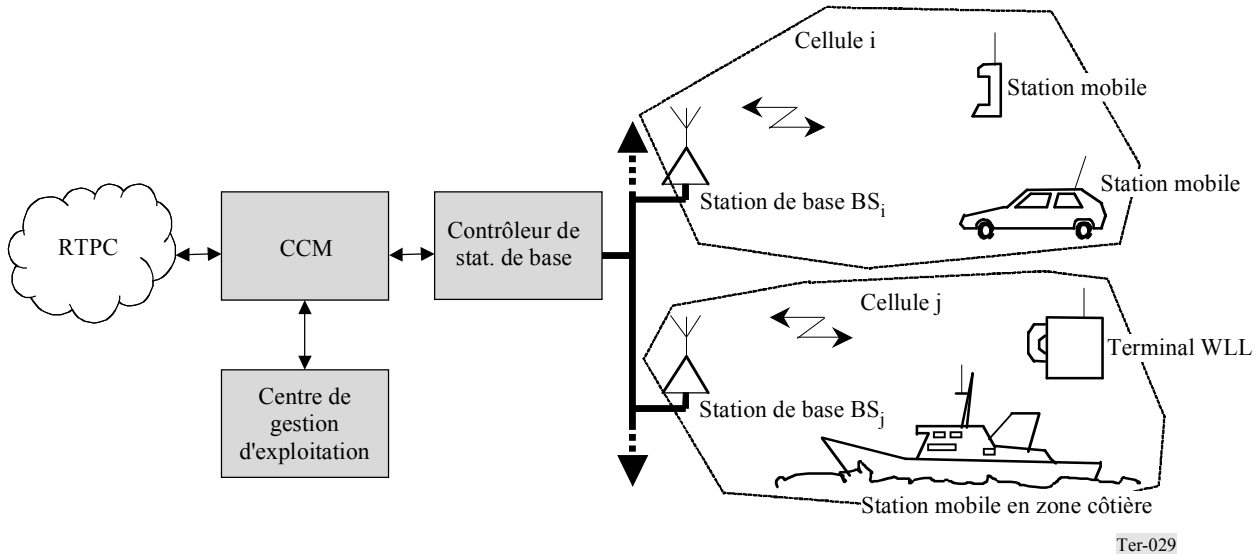 Cellule i
Station mobile
Station mobile
Station de base BSi
RTPC
CCM
Contrôleur de
stat. de base
Cellule j
Terminal WLL
Station de base BSj
Centre de
gestion
d'exploitation
Station mobile en zone côtière
Ter-029